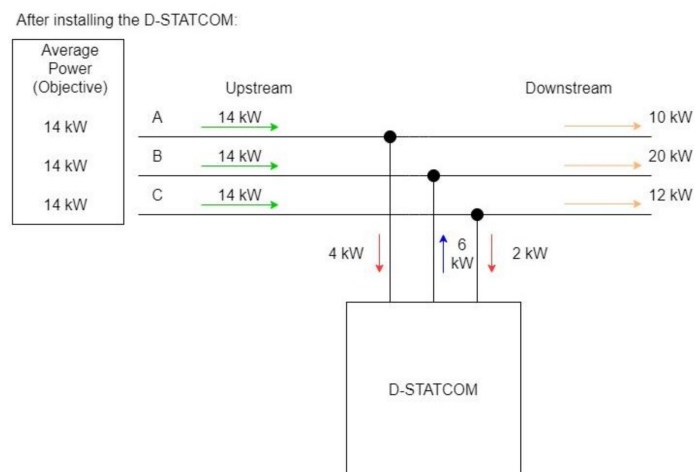 After installing the D-STATCOM:
Average
Power
(Objective)
Upstream
Downstream
14 kW
A
14 kW
10 kW
14 kW
B
14 kW
20 kW
14 kW
C
14 kW
12 kW
4 kW
6
kW
2 kW
D-STATCOM